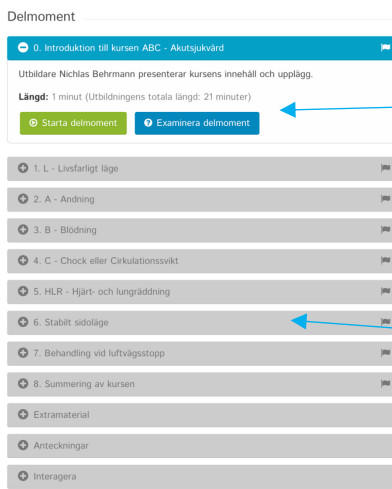 Delmoment
0. Introduktion till kursen ABC - Akutsjukvård
Utbildare Nichlas Behrmann presenterar kursens innehåll och upplägg.
Längd: 1 minut (Utbildningens totala längd: 21 minuter)
Starta delmoment
Examinera delmoment
1. L - Livsfarligt läge
2. A - Andning
3. B - Blödning
4. C - Chock eller Cirkulationssvikt
5. HLR - Hjärt- och lungräddning
6. Stabilt sidoläge
7. Behandling vid luftvägsstopp
8. Summering av kursen
Extramaterial
Anteckningar
Interagera